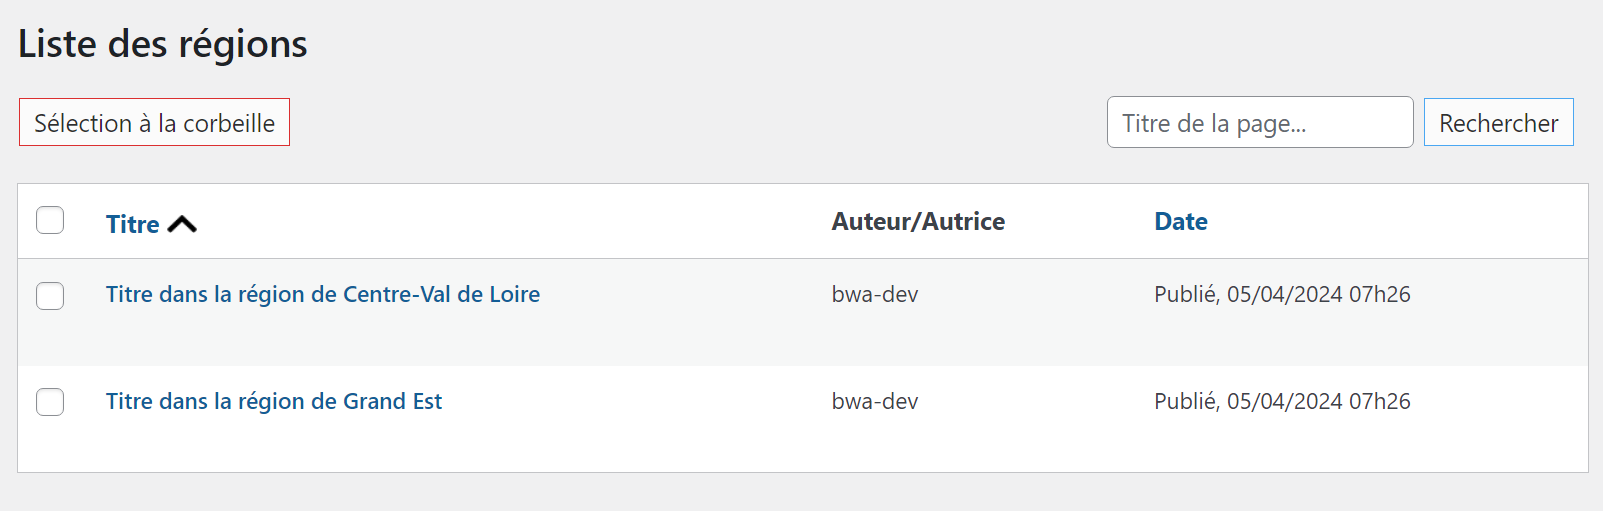 Liste des régions
Sélection à la corbeille
Titre de la page...
Rechercher
Titre Auteur/Autrice Date
Titre dans la région de Centre-Val de Loire bwa-dev Publié, 05/04/2024 07h26
Titre dans la région de Grand Est bwa-dev Publié, 05/04/2024 07h26